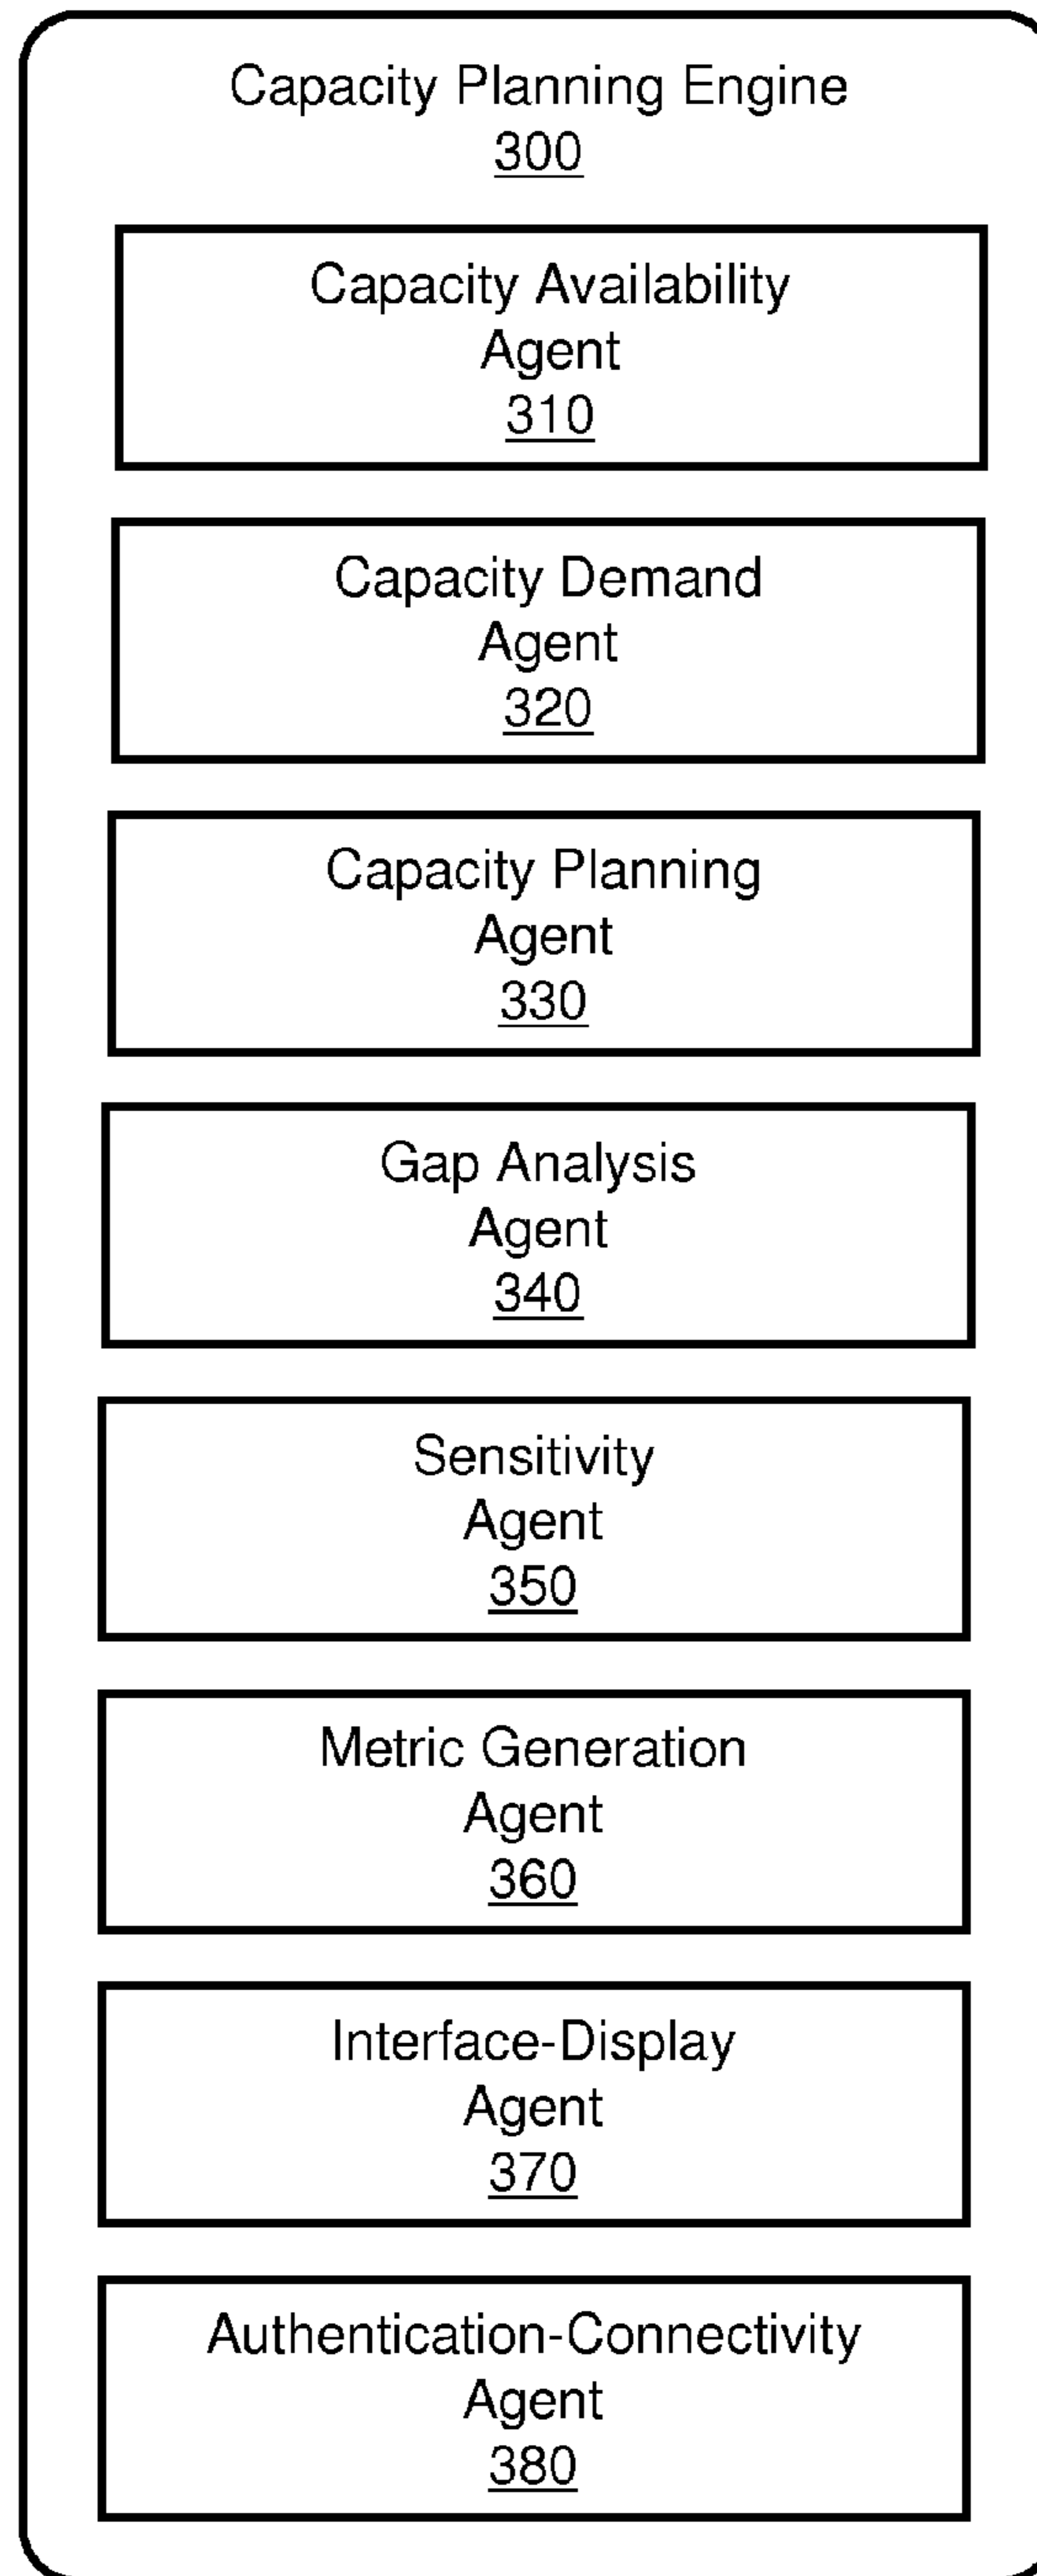 Capacity Planning Engine
300
Capacity Availability
Agent
310
Capacity Demand
Agent
320
Capacity Planning
Agent
330
Gap Analysis
Agent
340
Sensitivity
Agent
350
Metric Generation
Agent
360
Interface-Display
Agent
370
Authentication-Connectivity
Agent
380